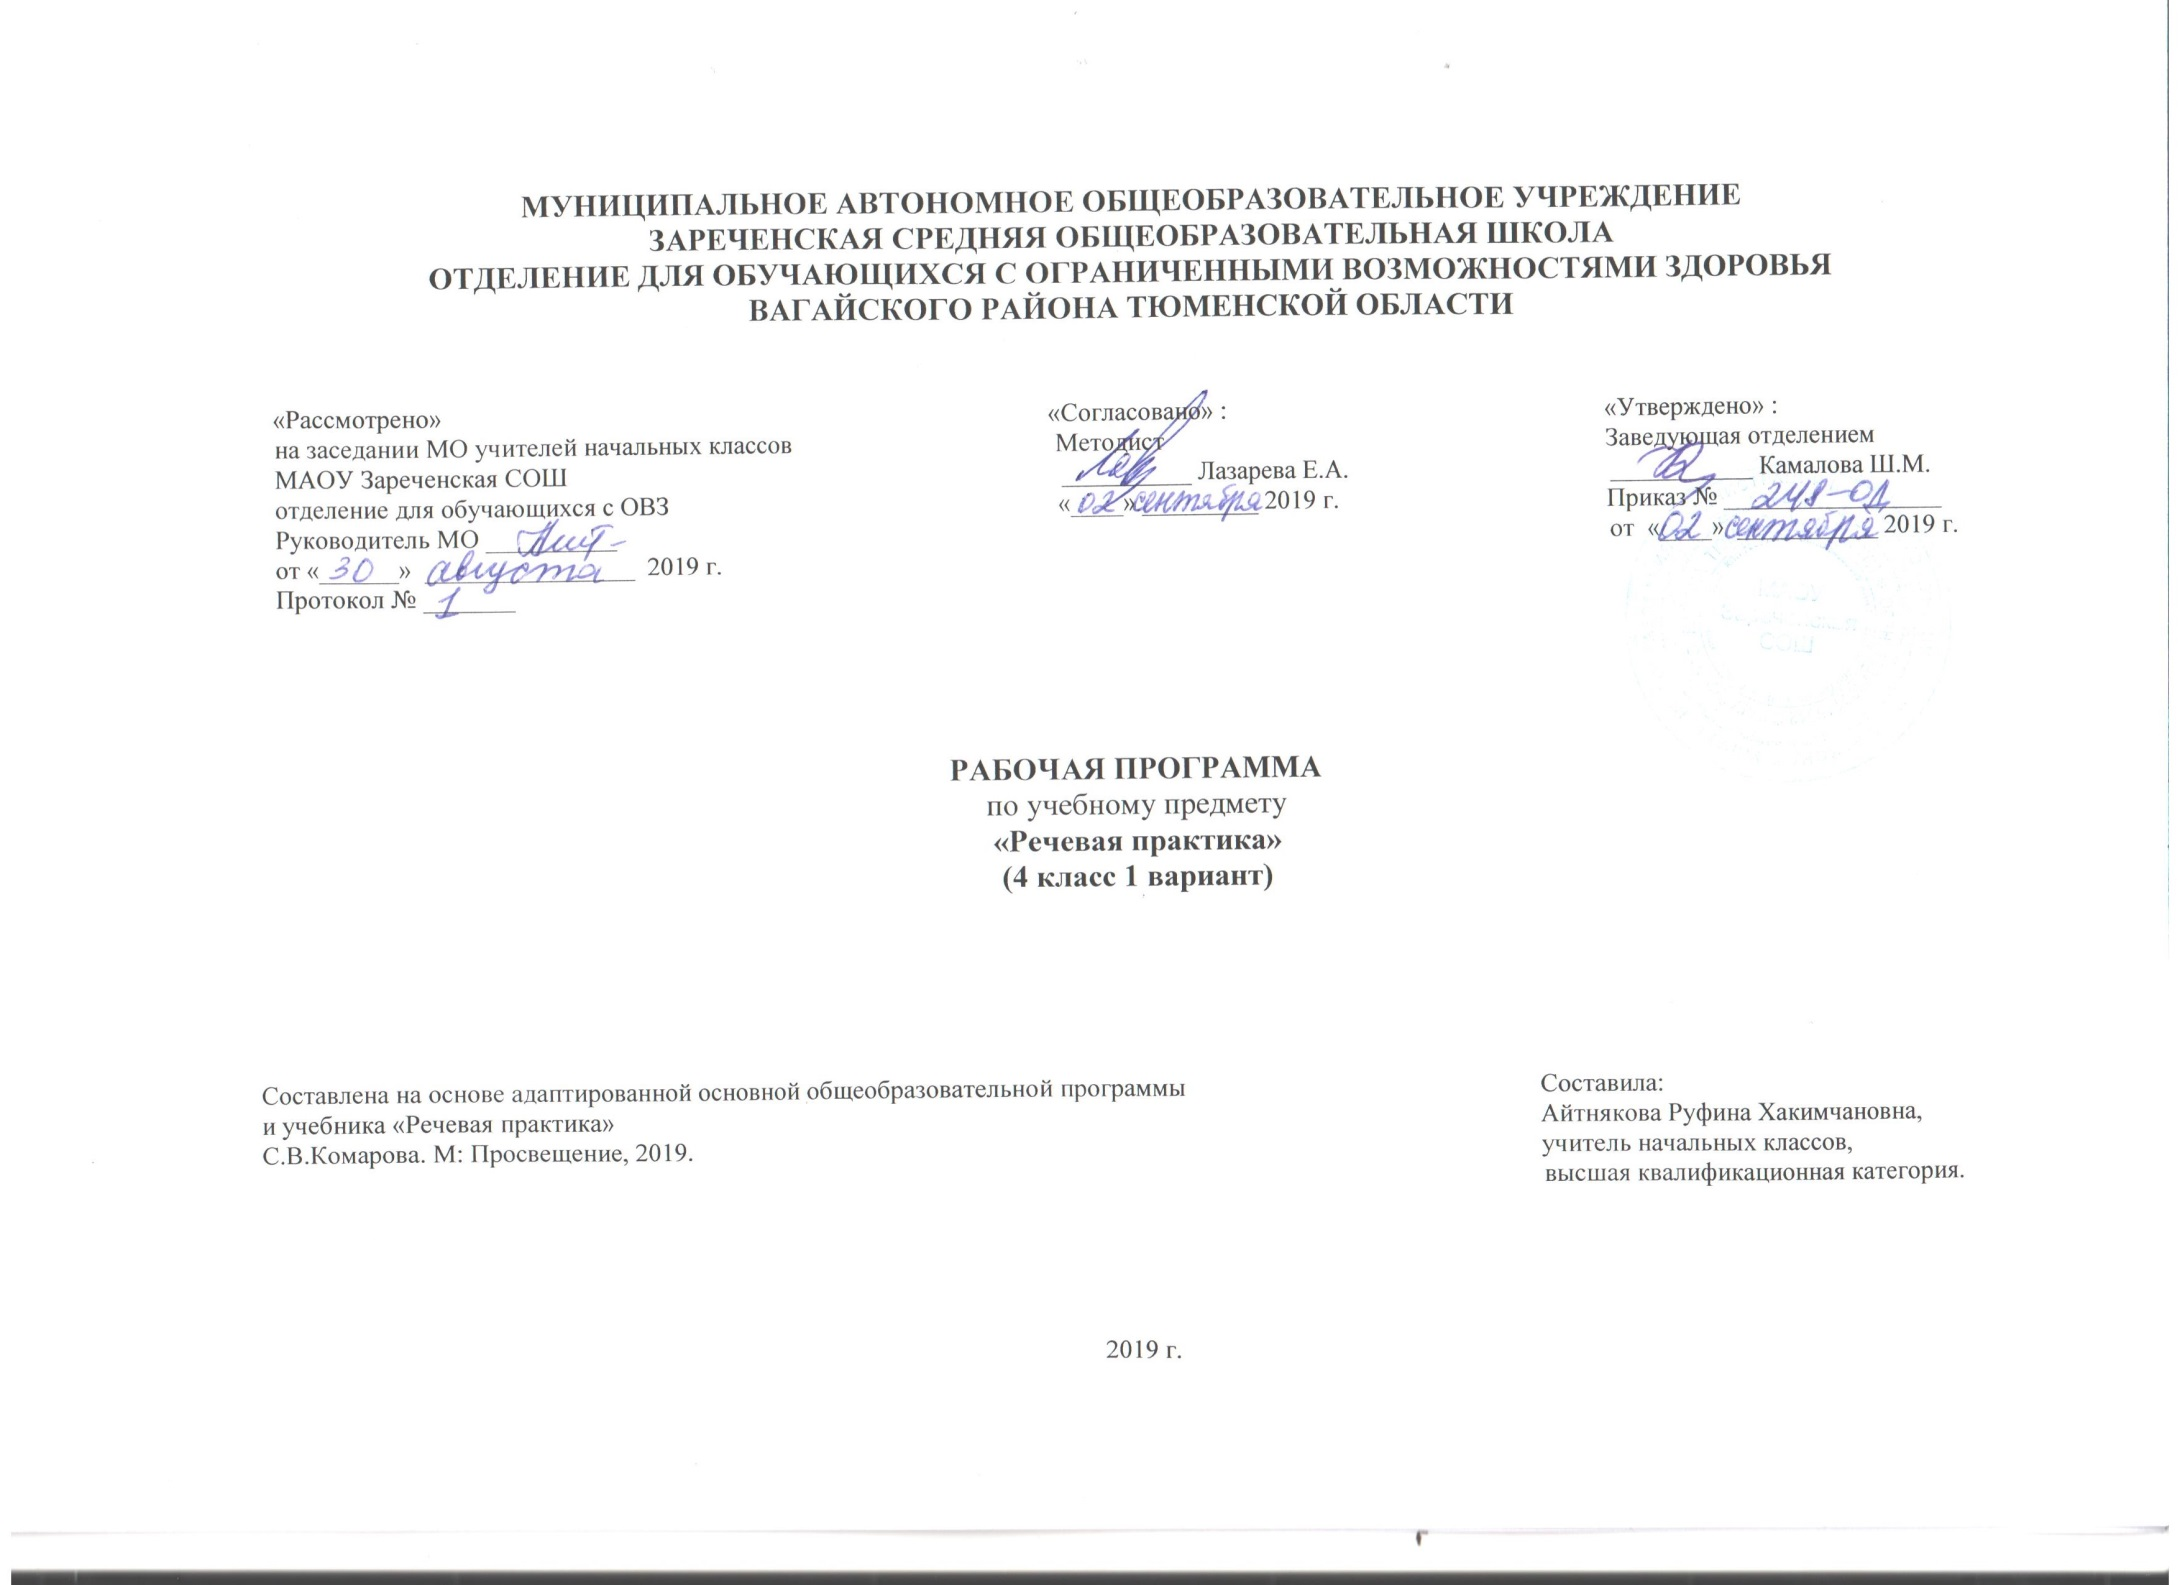 МУНИЦИПАЛЬНОЕ АВТОНОМНОЕ ОБЩЕОБРАЗОВАТЕЛЬНОЕ УЧРЕЖДЕНИЕ
ЗАРЕЧЕНСКАЯ СРЕДНЯЯ ОБЩЕОБРАЗОВАТЕЛЬНАЯ ШКОЛА
ОТДЕЛЕНИЕ ДЛЯ ОБУЧАЮЩИХСЯ С ОГРАНИЧЕННЫМИ ВОЗМОЖНОСТЯМИ ЗДОРОВЬЯ
ВАГАЙСКОГО РАЙОНА ТЮМЕНСКОЙ ОБЛАСТИ
«Рассмотрено»
на заседании МО учителей начальных классов
МАОУ Зареченская СОШ
отделение для обучающихся с ОВЗ
Руководитель МО
от «30» августа 2019 г.
Протокол № 1
«Согласовано» :
Методист
Лазарева Е.А.
«02» сентября 2019 г.
«Утверждено» :
Заведующая отделением
Камалова Ш.М.
Приказ № 248-ОД
от «02» сентября 2019 г.
РАБОЧАЯ ПРОГРАММА
по учебному предмету
«Речевая практика»
(4 класс 1 вариант)
Составлена на основе адаптированной основной общеобразовательной программы
и учебника «Речевая практика»
С.В.Комарова. М: Просвещение, 2019.
Составила:
Айтнякова Руфина Хакимчановна,
учитель начальных классов,
высшая квалификационная категория.
2019 г.